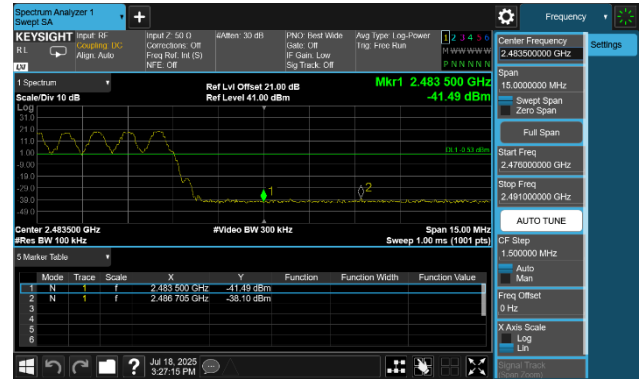 Spectrum Analyzer 1
Swept SA
Frequency
KEYSIGHT
RL
Input: RF
Coupling: DC
Align: Auto
Input Z: 50 Ω
Corrections: Off
Freq Ref: Int (S)
NFE: Off
#Atten: 30 dB
PNO: Best Wide
Gate: Off
IF Gain: Low
Sig Track: Off
Avg Type: Log-Power
Trig: Free Run
1 2 3 4 5 6
M W W W W W
P N N N N N
LXI
1 Spectrum
Scale/Div 10 dB
Log
Ref Lvl Offset 21.00 dB
Ref Level 41.00 dBm
Mkr1 2.483 500 GHz
-41.49 dBm
31.0
21.0
11.0
1.00
-9.00
-19.0
-29.0
-39.0
-49.0
DL1 -0.53 dBm
1
2
Center 2.483500 GHz
#Res BW 100 kHz
#Video BW 300 kHz
Span 15.00 MHz
Sweep 1.00 ms (1001 pts)
5 Marker Table
Mode Trace Scale X Y Function Function Width Function Value
1 N 1 f 2.483 500 GHz -41.49 dBm
2 N 1 f 2.486 705 GHz -38.10 dBm
3
4
5
6
Jul 18, 2025
3:27:15 PM
Center Frequency
2.483500000 GHz
Settings
Span
15.0000000 MHz
Swept Span
Zero Span
Full Span
Start Freq
2.476000000 GHz
Stop Freq
2.491000000 GHz
AUTO TUNE
CF Step
1.500000 MHz
Auto
Man
Freq Offset
0 Hz
X Axis Scale
Log
Lin
Signal Track
(Span Zoom)